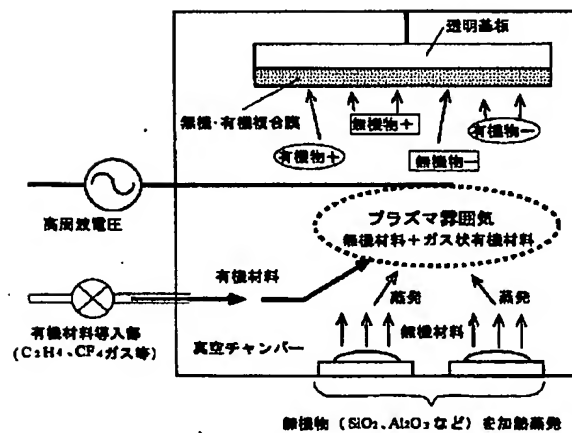 透明基板
無機・有機複合膜
無機物+
有機物−
有機物+
無機物−
高周波電圧
プラズマ雰囲気
無機材料+ガス状有機材料
有機材料
蒸発
蒸発
無機材料
有機材料導入部
(C₂H₄、CF₄ガス等)
真空チャンバー
無機物(SiO₂、Al₂O₃など)を加熱蒸発